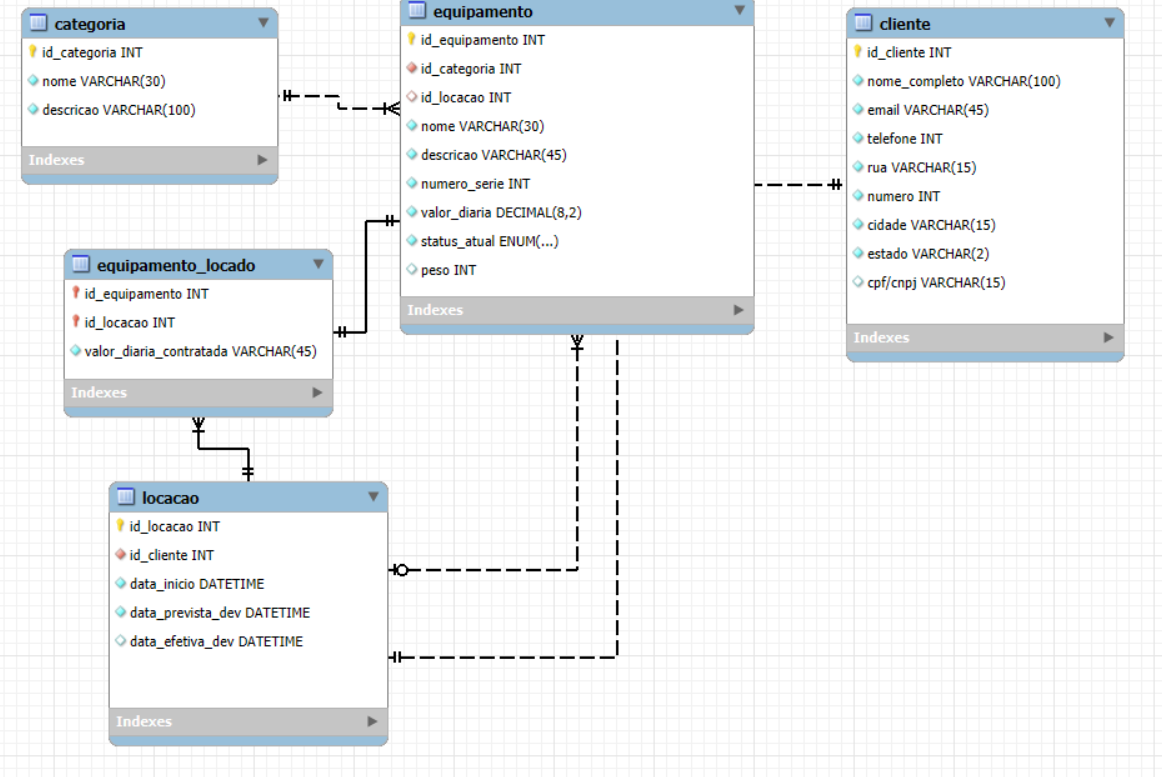 categoria
id_categoria INT
nome VARCHAR(30)
descricao VARCHAR(100)
Indexes
equipamento
id_equipamento INT
id_categoria INT
id_locacao INT
nome VARCHAR(30)
descricao VARCHAR(45)
numero_serie INT
valor_diaria DECIMAL(8,2)
status_atual ENUM(...)
peso INT
Indexes
cliente
id_cliente INT
nome_completo VARCHAR(100)
email VARCHAR(45)
telefone INT
rua VARCHAR(15)
numero INT
cidade VARCHAR(15)
estado VARCHAR(2)
cpf/cnpj VARCHAR(15)
Indexes
equipamento_locado
id_equipamento INT
id_locacao INT
valor_diaria_contratada VARCHAR(45)
Indexes
locacao
id_locacao INT
id_cliente INT
data_inicio DATETIME
data_prevista_dev DATETIME
data_efetiva_dev DATETIME
Indexes